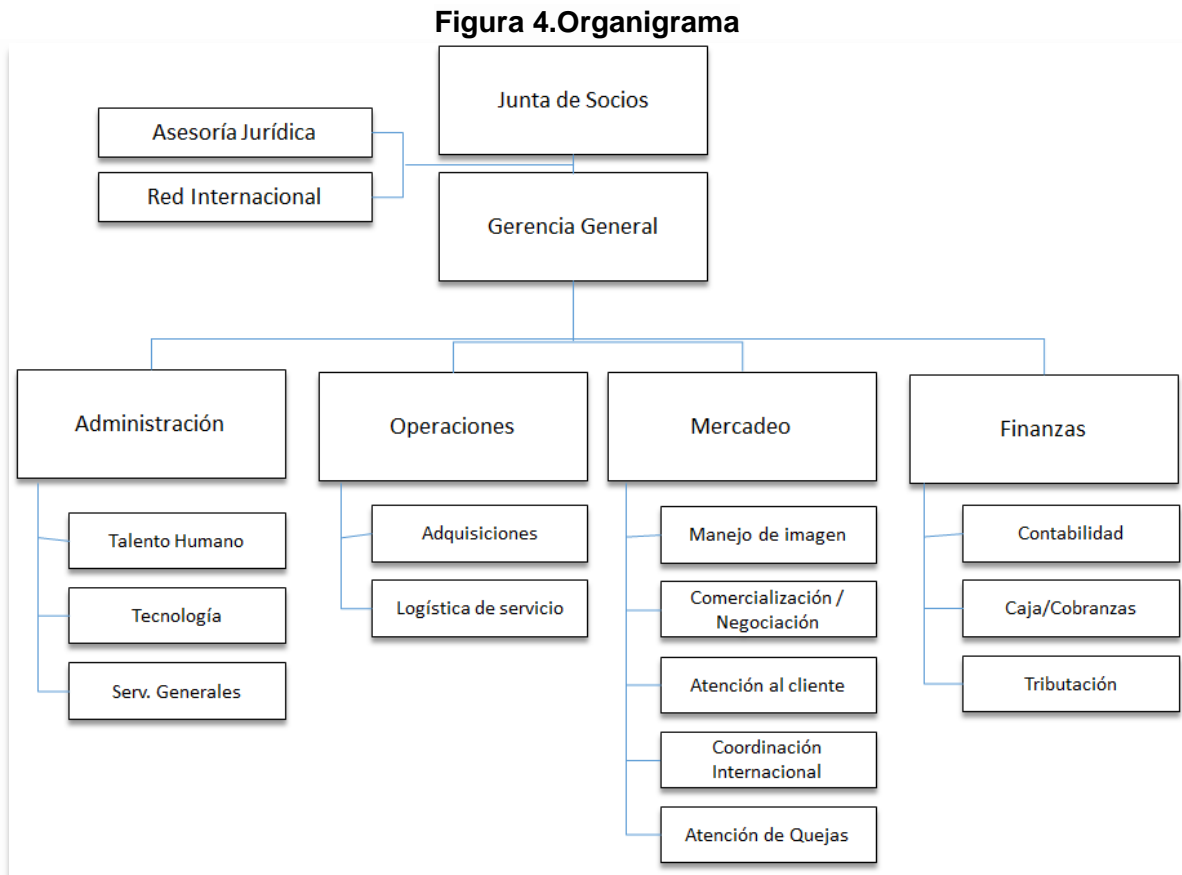 Figura 4.Organigrama
Junta de Socios
Asesoría Jurídica
Red Internacional
Gerencia General
Administración
Talento Humano
Tecnología
Serv. Generales
Operaciones
Adquisiciones
Logística de servicio
Mercadeo
Manejo de imagen
Comercialización /
Negociación
Atención al cliente
Coordinación
Internacional
Atención de Quejas
Finanzas
Contabilidad
Caja/Cobranzas
Tributación